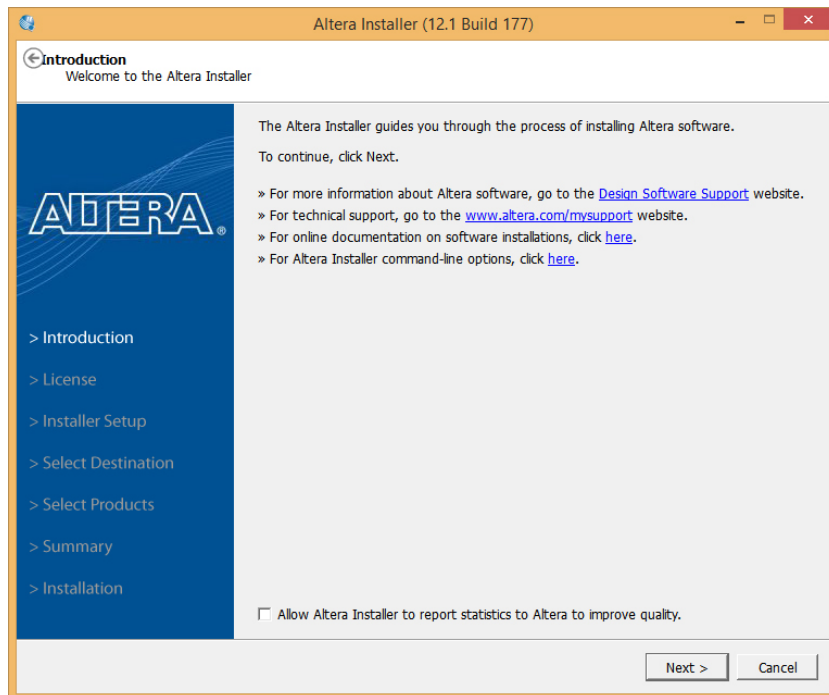 Altera Installer (12.1 Build 177)
Introduction
Welcome to the Altera Installer
ALTERA®
> Introduction
> License
> Installer Setup
> Select Destination
> Select Products
> Summary
> Installation
The Altera Installer guides you through the process of installing Altera software.
To continue, click Next.
» For more information about Altera software, go to the Design Software Support website.
» For technical support, go to the www.altera.com/mysupport website.
» For online documentation on software installations, click here.
» For Altera Installer command-line options, click here.
Allow Altera Installer to report statistics to Altera to improve quality.
Next >
Cancel